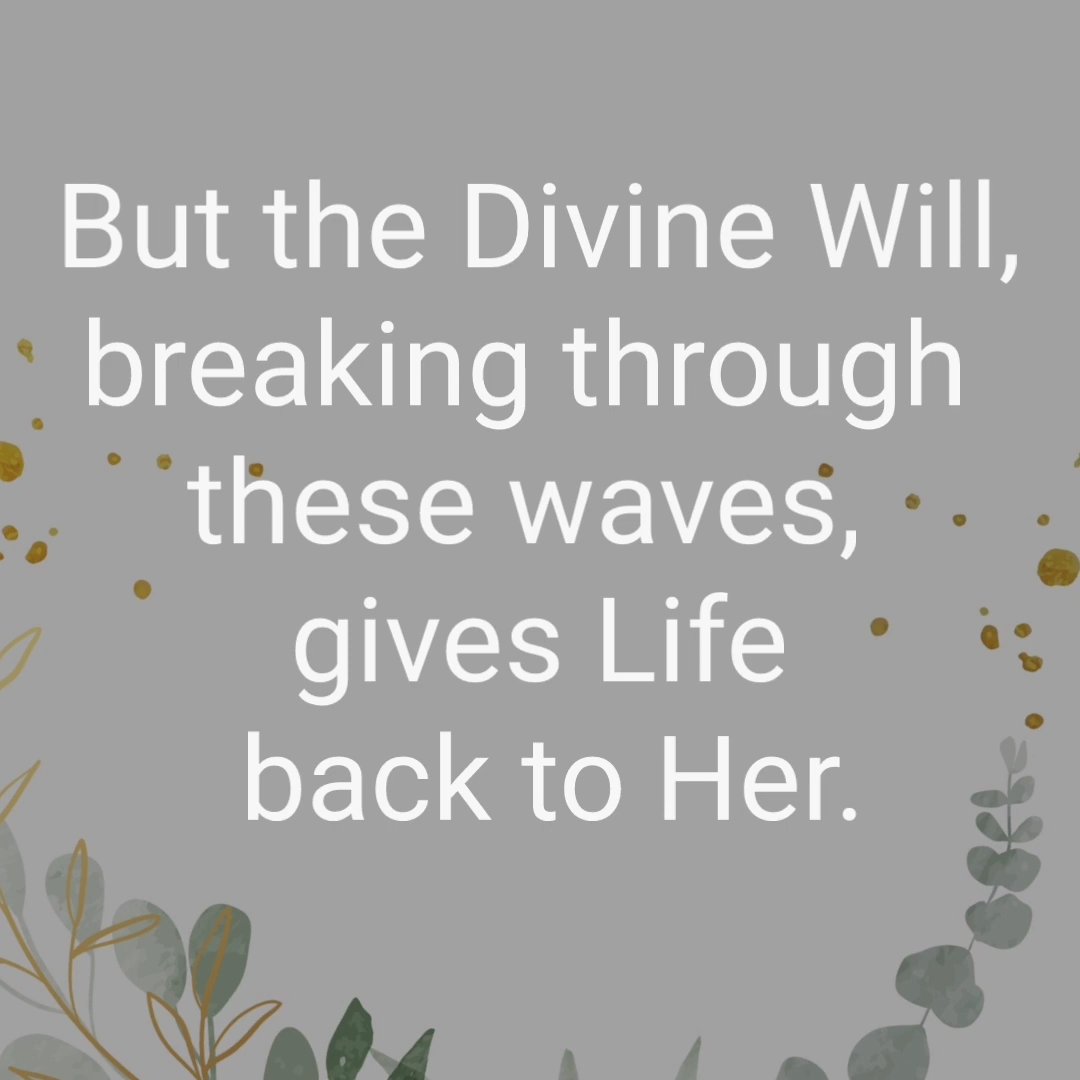 But the Divine Will,
breaking through
these waves,
gives Life
back to Her.